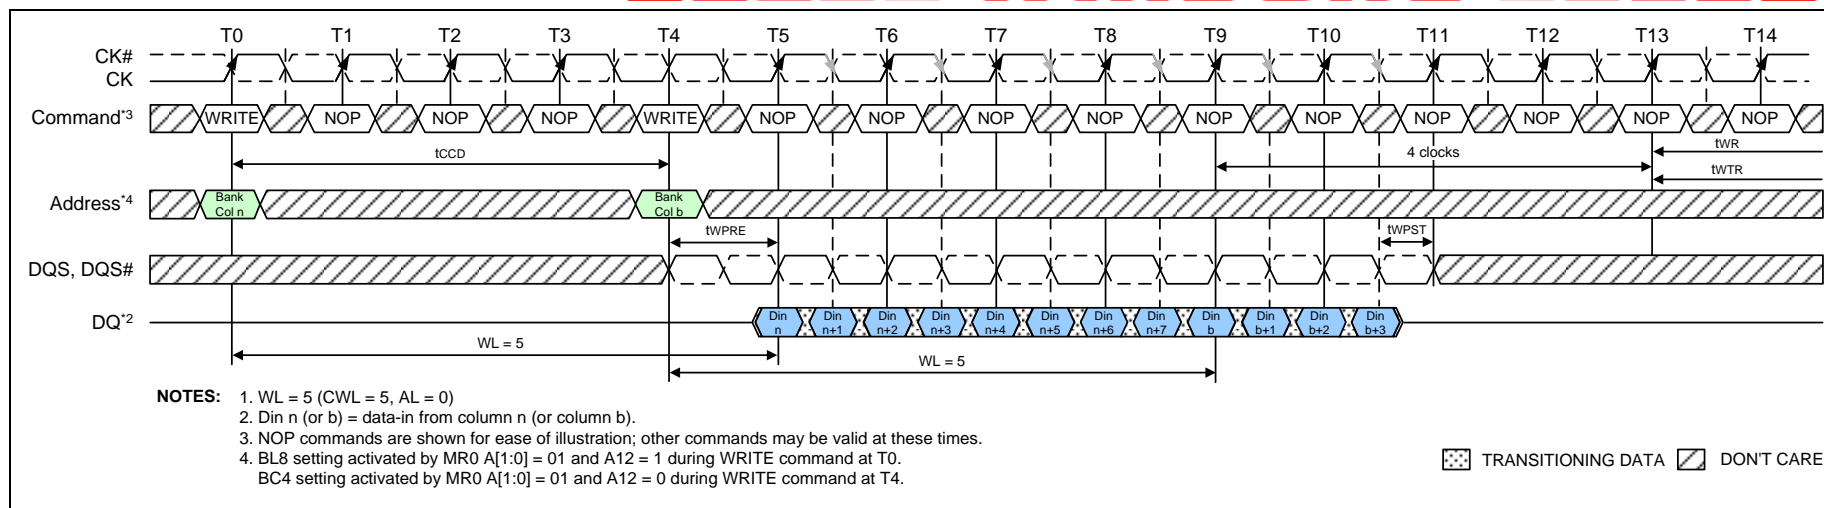 T0 T1 T2 T3 T4 T5 T6 T7 T8 T9 T10 T11 T12 T13 T14
CK#
CK
Command*3 WRITE NOP NOP NOP WRITE NOP NOP NOP NOP NOP NOP NOP NOP NOP NOP
tCCD 4 clocks tWR
tWTR
Address*4 Bank Col n Bank Col b
tWPRE tWPST
DQS, DQS#
DQ*2 Din n Din n+1 Din n+2 Din n+3 Din n+4 Din n+5 Din n+6 Din n+7 Din b Din b+1 Din b+2 Din b+3
WL = 5
WL = 5
NOTES: 1. WL = 5 (CWL = 5, AL = 0)
2. Din n (or b) = data-in from column n (or column b).
3. NOP commands are shown for ease of illustration; other commands may be valid at these times.
4. BL8 setting activated by MR0 A[1:0] = 01 and A12 = 1 during WRITE command at T0.
BC4 setting activated by MR0 A[1:0] = 01 and A12 = 0 during WRITE command at T4.
TRANSITIONING DATA DON'T CARE